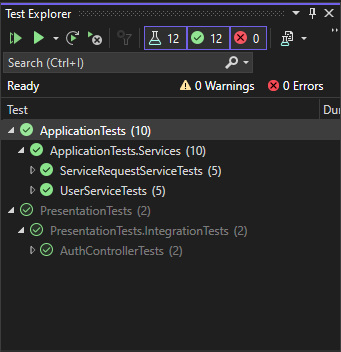 Test Explorer
12 12 0
Search (Ctrl+I)
Ready 0 Warnings 0 Errors
Test Du
ApplicationTests (10)
ApplicationTests.Services (10)
ServiceRequestServiceTests (5)
UserServiceTests (5)
PresentationTests (2)
PresentationTests.IntegrationTests (2)
AuthControllerTests (2)